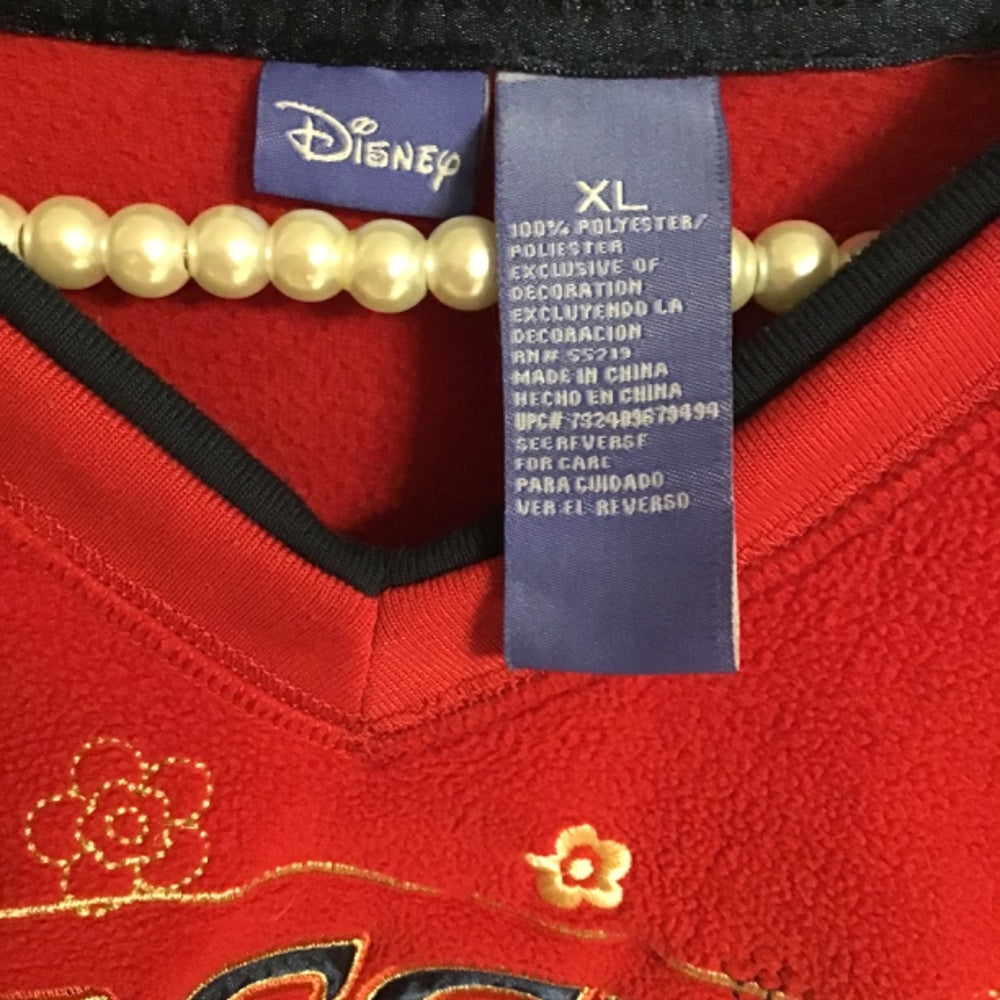 Disney
XL
100% POLYESTER/
POLIESTER
EXCLUSIVE OF
DECORATION
EXCLUYENDO LA
DECORACION
RN# 55219
MADE IN CHINA
HECHO EN CHINA
UPC#
SEE REVERSE
FOR CARE
PARA CUIDADO
VER EL REVERSO